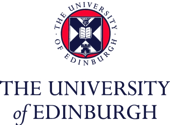 THE UNIVERSITY
OF EDINBURGH
THE UNIVERSITY
of EDINBURGH